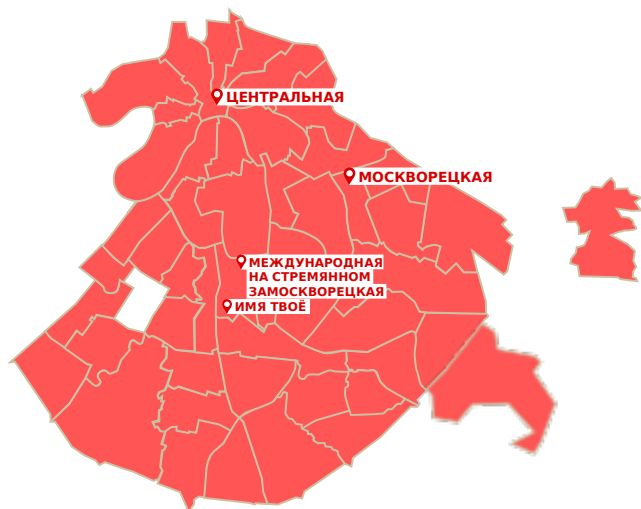 ЦЕНТРАЛЬНАЯ
МОСКВОРЕЦКАЯ
МЕЖДУНАРОДНАЯ
НА СТРЕМЯННОМ
ЗАМОСКВОРЕЦКАЯ
ИМЯ ТВОЁ